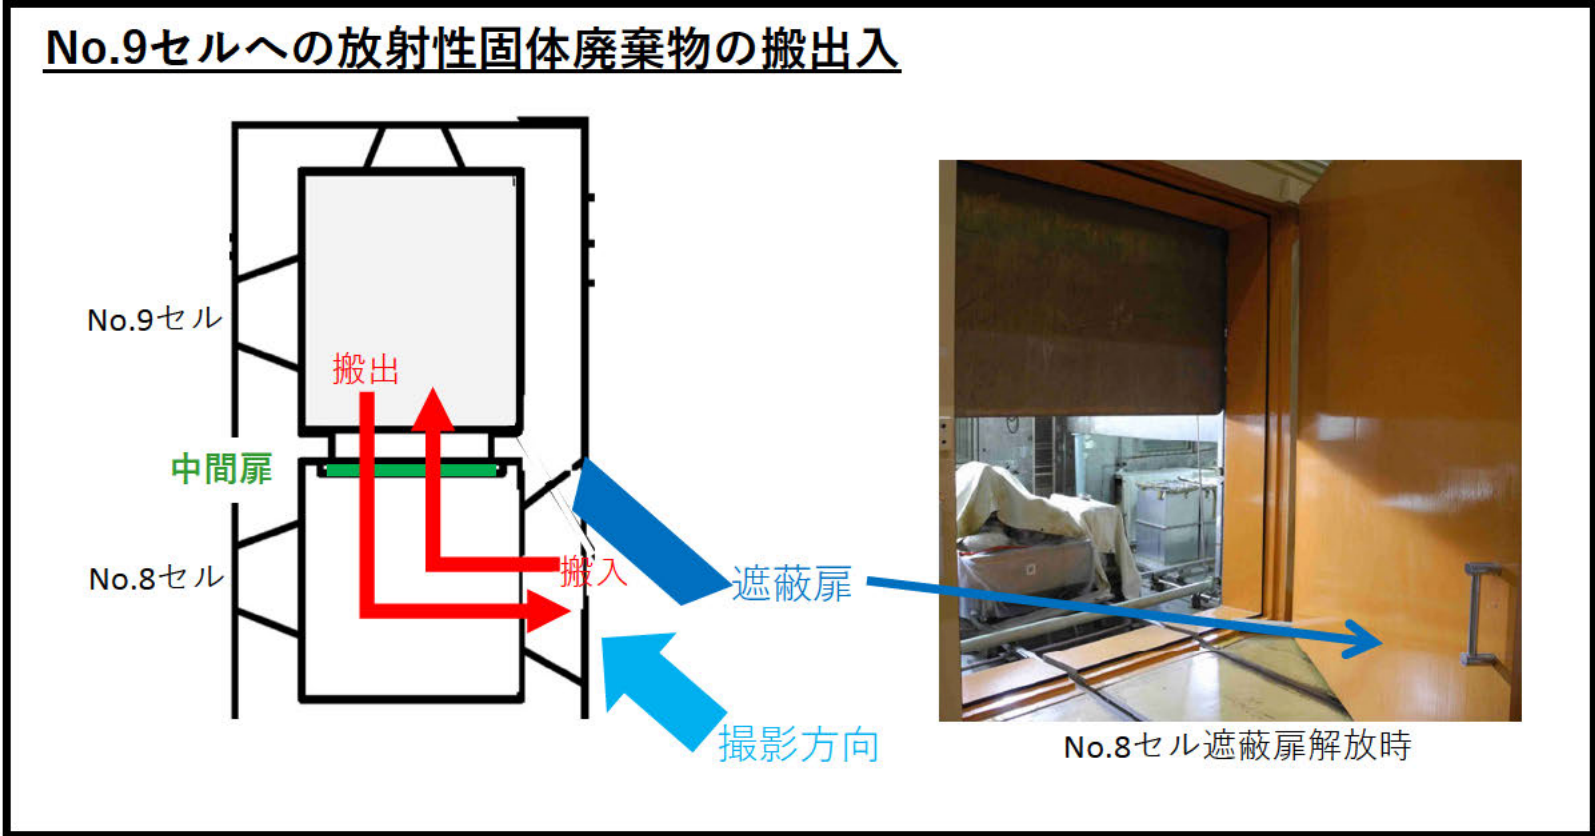 No.9セルへの放射性固体廃棄物の搬出入
No.9セル
搬出
中間扉
No.8セル
搬入
遮蔽扉
撮影方向
No.8セル遮蔽扉解放時